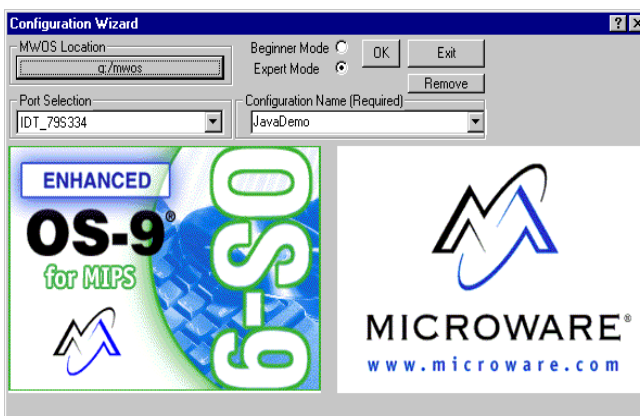 Configuration Wizard
MWOS Location
q:/mwos
Beginner Mode
Expert Mode
OK
Exit
Remove
Port Selection
IDT_79S334
Configuration Name (Required)
JavaDemo
ENHANCED
OS-9®
for MIPS
OS-9
MICROWARE®
www.microware.com